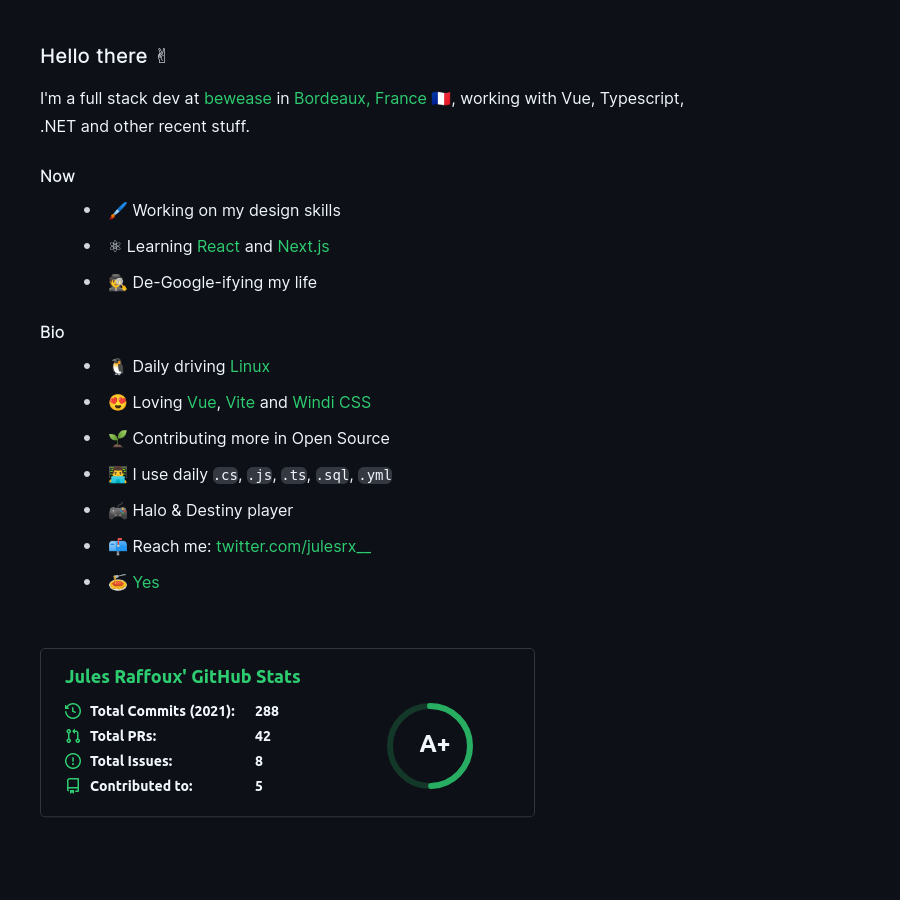 Hello there ✌
I'm a full stack dev at bewease in Bordeaux, France 🇫🇷, working with Vue, Typescript,
.NET and other recent stuff.
Now
• 🖌️ Working on my design skills
• ⚛ Learning React and Next.js
• 🕵️ De-Google-ifying my life
Bio
• 🐧 Daily driving Linux
• 😍 Loving Vue, Vite and Windi CSS
• 🌱 Contributing more in Open Source
• 👨‍💻 I use daily .cs, .js, .ts, .sql, .yml
• 🎮 Halo & Destiny player
• 📫 Reach me: twitter.com/julesrx__
• 🍝 Yes
Jules Raffoux' GitHub Stats
Total Commits (2021): 288
Total PRs: 42
Total Issues: 8
Contributed to: 5
A+